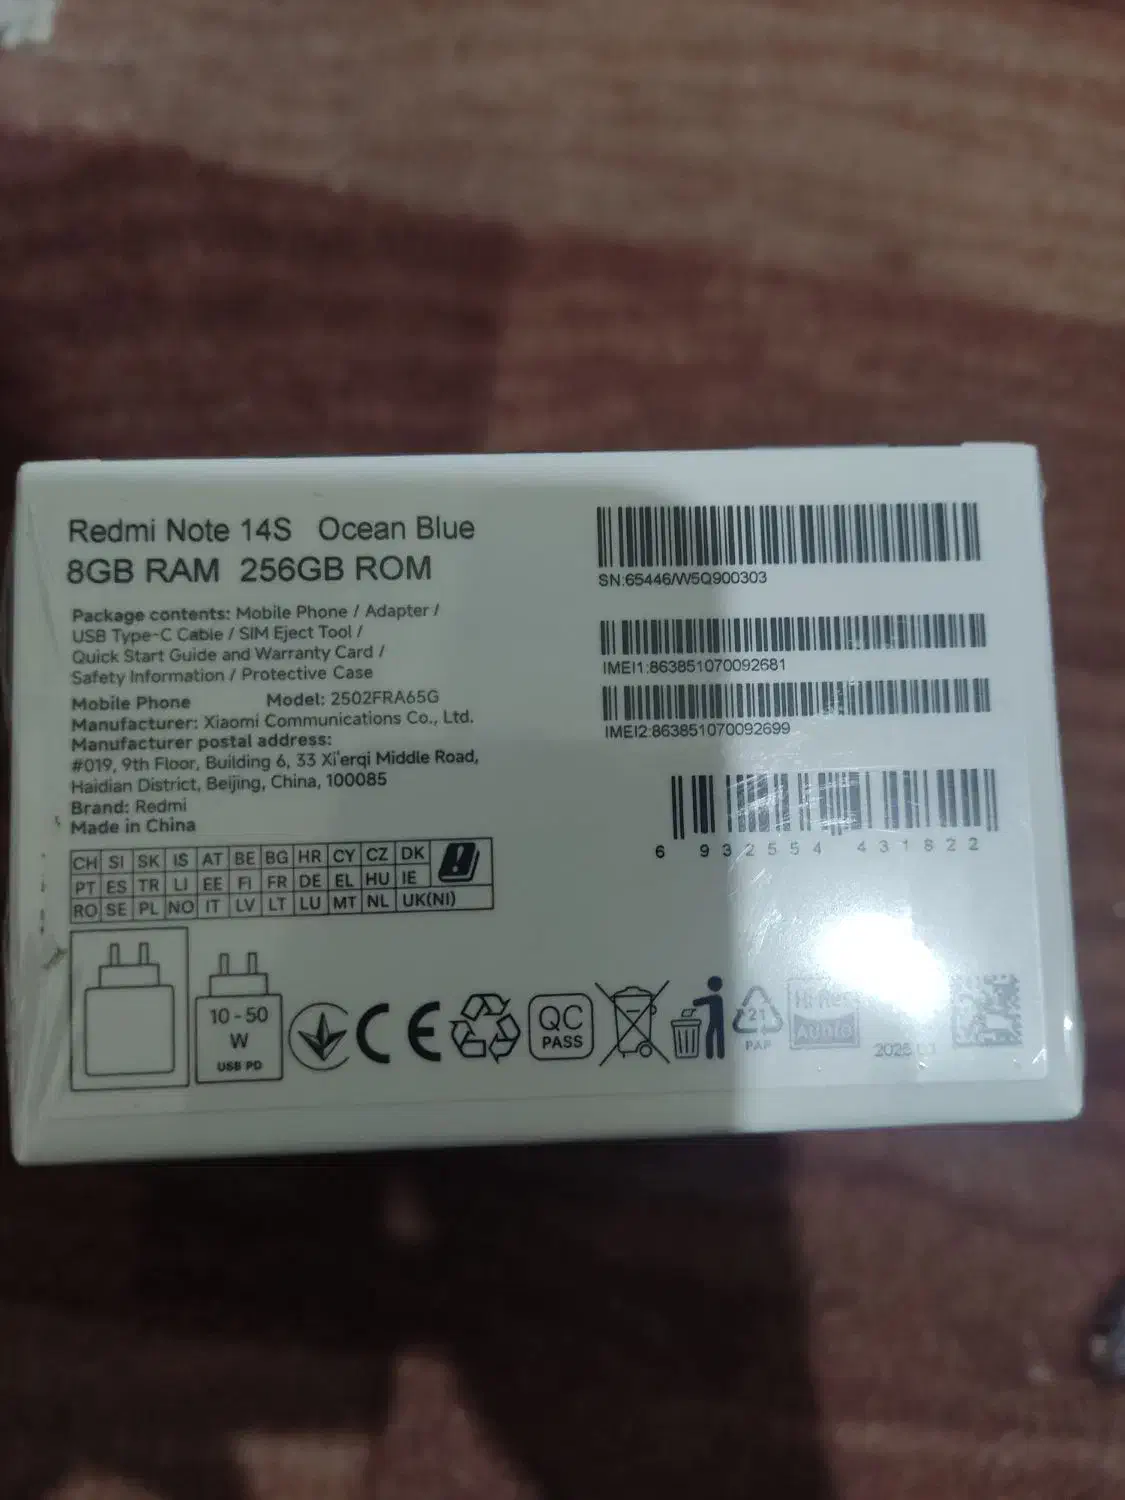 Redmi Note 14S Ocean Blue
8GB RAM 256GB ROM
Package contents: Mobile Phone / Adapter /
USB Type-C Cable / SIM Eject Tool /
Quick Start Guide and Warranty Card /
Safety Information / Protective Case
Mobile Phone Model: 2502FRA65G
Manufacturer: Xiaomi Communications Co., Ltd.
Manufacturer postal address:
#019, 9th Floor, Building 6, 33 Xi'erqi Middle Road,
Haidian District, Beijing, China, 100085
Brand: Redmi
Made in China
CH SI SK IS AT BE BG HR CY CZ DK
PT ES TR LI EE FI FR DE EL HU IE
RO SE PL NO IT LV LT LU MT NL UK(NI)
10-50
W
USB PD
CE
QC
PASS
21
PAP
Hi-Res
AUDIO
SN:65446/W5Q900303
IMEI1:863851070092681
IMEI2:863851070092699
6 932554 431822